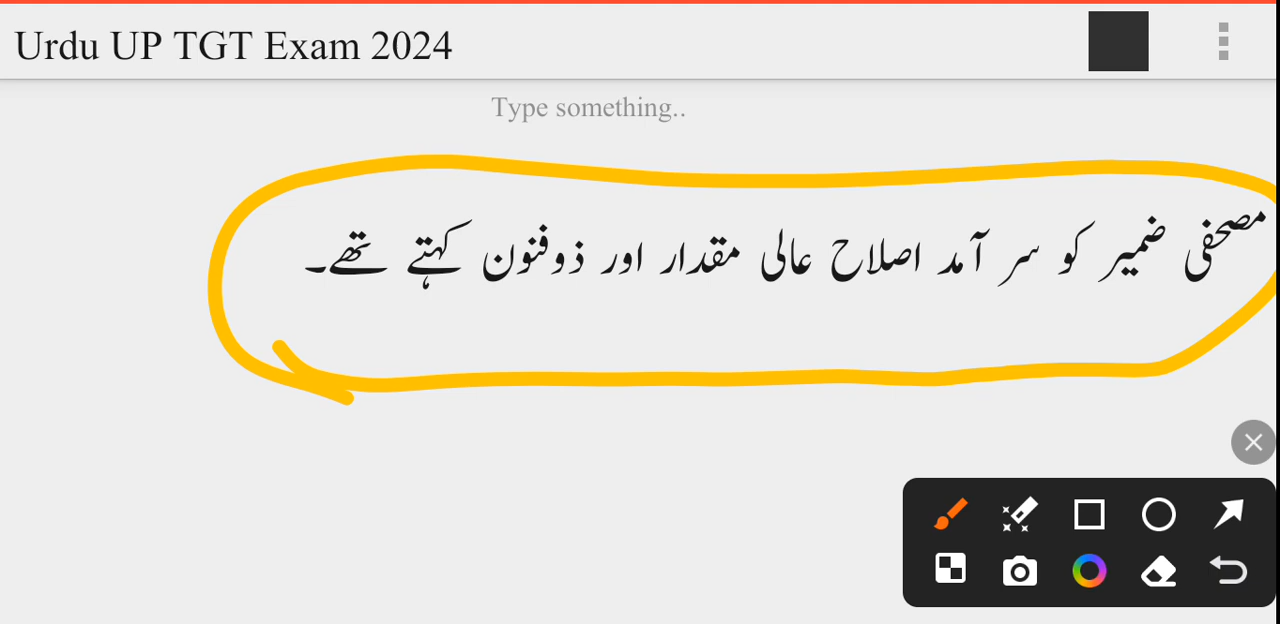 Urdu UP TGT Exam 2024
Type something..
مصحفی ضمیر کو سر آمد اصلاح عالی مقدار اور ذوفنون کہتے تھے۔